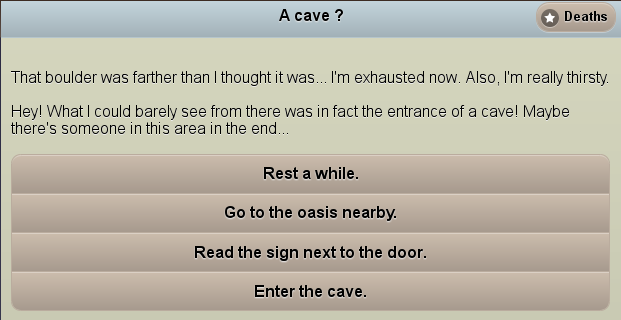 A cave ?
Deaths
That boulder was farther than I thought it was... I'm exhausted now. Also, I'm really thirsty.
Hey! What I could barely see from there was in fact the entrance of a cave! Maybe
there's someone in this area in the end...
Rest a while.
Go to the oasis nearby.
Read the sign next to the door.
Enter the cave.